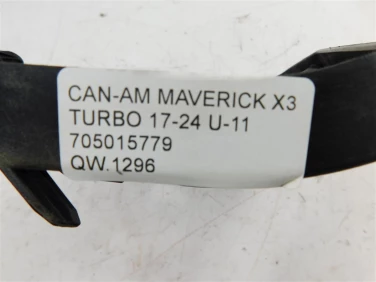 CAN-AM MAVERICK X3
TURBO 17-24 U-11
705015779
QW.1296